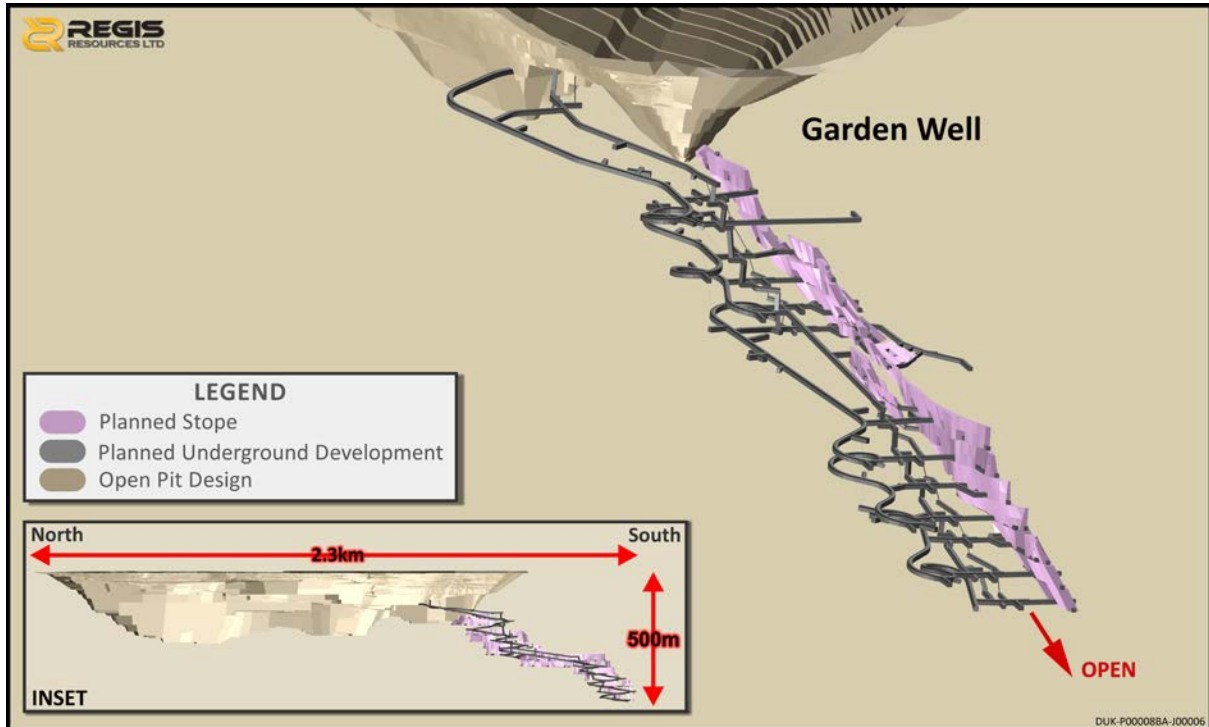 REGIS
RESOURCES LTD
Garden Well
LEGEND
Planned Stope
Planned Underground Development
Open Pit Design
North
South
2.3km
500m
INSET
OPEN
DUK-P00008BA-J00006